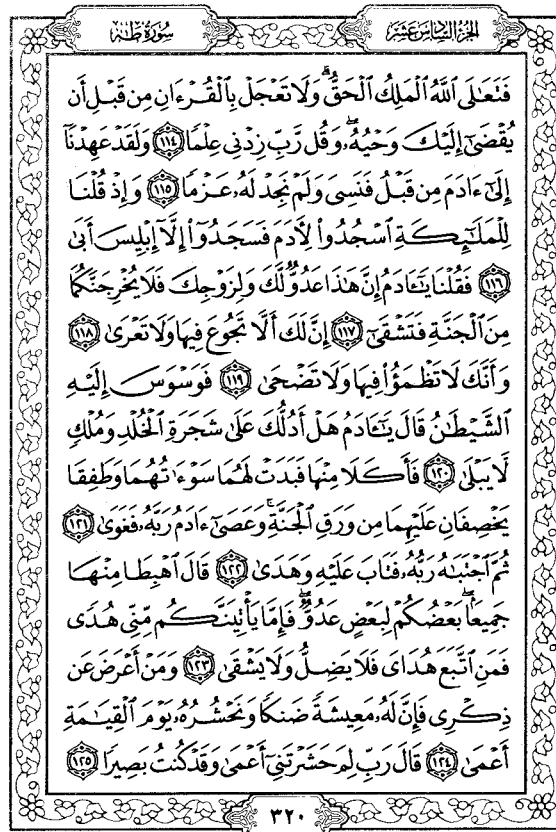 سُورَةُ طٰهٰ
الجُزءُ السَّادِسَ عَشَرَ
فَتَعَٰلَى ٱللَّهُ ٱلْمَلِكُ ٱلْحَقُّ ۗ وَلَا تَعْجَلْ بِٱلْقُرْءَانِ مِن قَبْلِ أَن
يُقْضَىٰٓ إِلَيْكَ وَحْيُهُۥ ۖ وَقُل رَّبِّ زِدْنِى عِلْمًا ١١٤ وَلَقَدْ عَهِدْنَآ
إِلَىٰٓ ءَادَمَ مِن قَبْلُ فَنَسِىَ وَلَمْ نَجِدْ لَهُۥ عَزْمًا ١١٥ وَإِذْ قُلْنَا
لِلْمَلَٰٓئِكَةِ ٱسْجُدُوا۟ لِءَادَمَ فَسَجَدُوٓا۟ إِلَّآ إِبْلِيسَ أَبَىٰ
١١٦ فَقُلْنَا يَٰٓـَٔادَمُ إِنَّ هَٰذَا عَدُوٌّ لَّكَ وَلِزَوْجِكَ فَلَا يُخْرِجَنَّكُمَا
مِنَ ٱلْجَنَّةِ فَتَشْقَىٰٓ ١١٧ إِنَّ لَكَ أَلَّا تَجُوعَ فِيهَا وَلَا تَعْرَىٰ ١١٨
وَأَنَّكَ لَا تَظْمَؤُا۟ فِيهَا وَلَا تَضْحَىٰ ١١٩ فَوَسْوَسَ إِلَيْهِ
ٱلشَّيْطَٰنُ قَالَ يَٰٓـَٔادَمُ هَلْ أَدُلُّكَ عَلَىٰ شَجَرَةِ ٱلْخُلْدِ وَمُلْكٍ
لَّا يَبْلَىٰ ١٢٠ فَأَكَلَا مِنْهَا فَبَدَتْ لَهُمَا سَوْءَٰتُهُمَا وَطَفِقَا
يَخْصِفَانِ عَلَيْهِمَا مِن وَرَقِ ٱلْجَنَّةِ ۚ وَعَصَىٰٓ ءَادَمُ رَبَّهُۥ فَغَوَىٰ ١٢١
ثُمَّ ٱجْتَبَٰهُ رَبُّهُۥ فَتَابَ عَلَيْهِ وَهَدَىٰ ١٢٢ قَالَ ٱهْبِطَا مِنْهَا
جَمِيعًۢا ۖ بَعْضُكُمْ لِبَعْضٍ عَدُوٌّ ۖ فَإِمَّا يَأْتِيَنَّكُم مِّنِّى هُدًى
فَمَنِ ٱتَّبَعَ هُدَاىَ فَلَا يَضِلُّ وَلَا يَشْقَىٰ ١٢٣ وَمَنْ أَعْرَضَ عَن
ذِكْرِى فَإِنَّ لَهُۥ مَعِيشَةً ضَنكًا وَنَحْشُرُهُۥ يَوْمَ ٱلْقِيَٰمَةِ
أَعْمَىٰ ١٢٤ قَالَ رَبِّ لِمَ حَشَرْتَنِىٓ أَعْمَىٰ وَقَدْ كُنتُ بَصِيرًا ١٢٥
٣٢٠